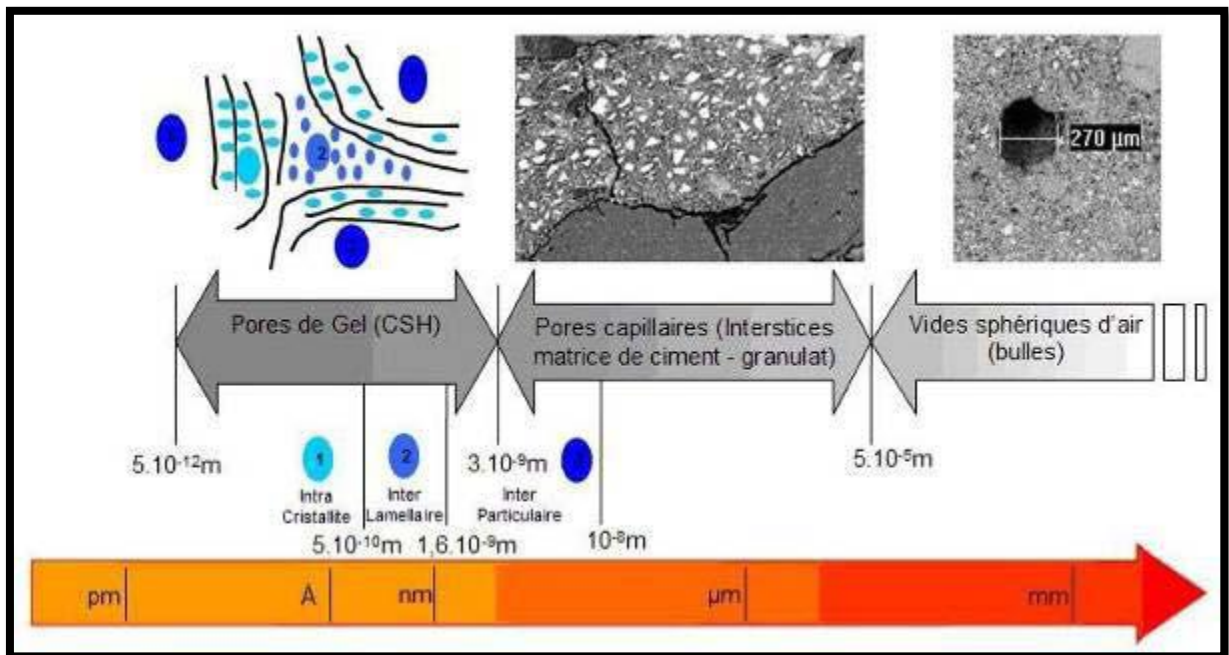 2
270 µm
Pores de Gel (CSH)
Pores capillaires (Interstices
matrice de ciment - granulat)
Vides sphériques d'air
(bulles)
5.10⁻¹²m
1
Intra
Cristallite
5.10⁻¹⁰m
2
Inter
Lamellaire
1,6.10⁻⁹m
3.10⁻⁹m
Inter
Particulaire
10⁻⁸m
5.10⁻⁵m
pm
Å
nm
µm
mm